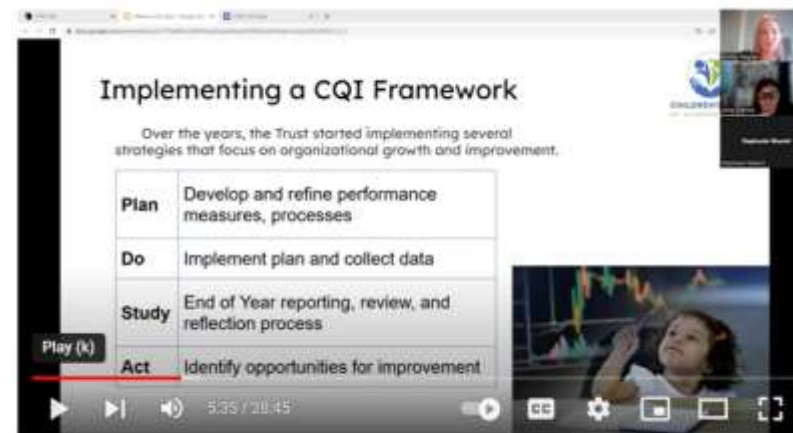 Implementing a CQI Framework
Over the years, the Trust started implementing several
strategies that focus on organizational growth and improvement.
Plan
Develop and refine performance
measures, processes
Do
Implement plan and collect data
Study
End of Year reporting, review, and
reflection process
Act
Identify opportunities for improvement
Play (k)
5:35 / 28:45
CC